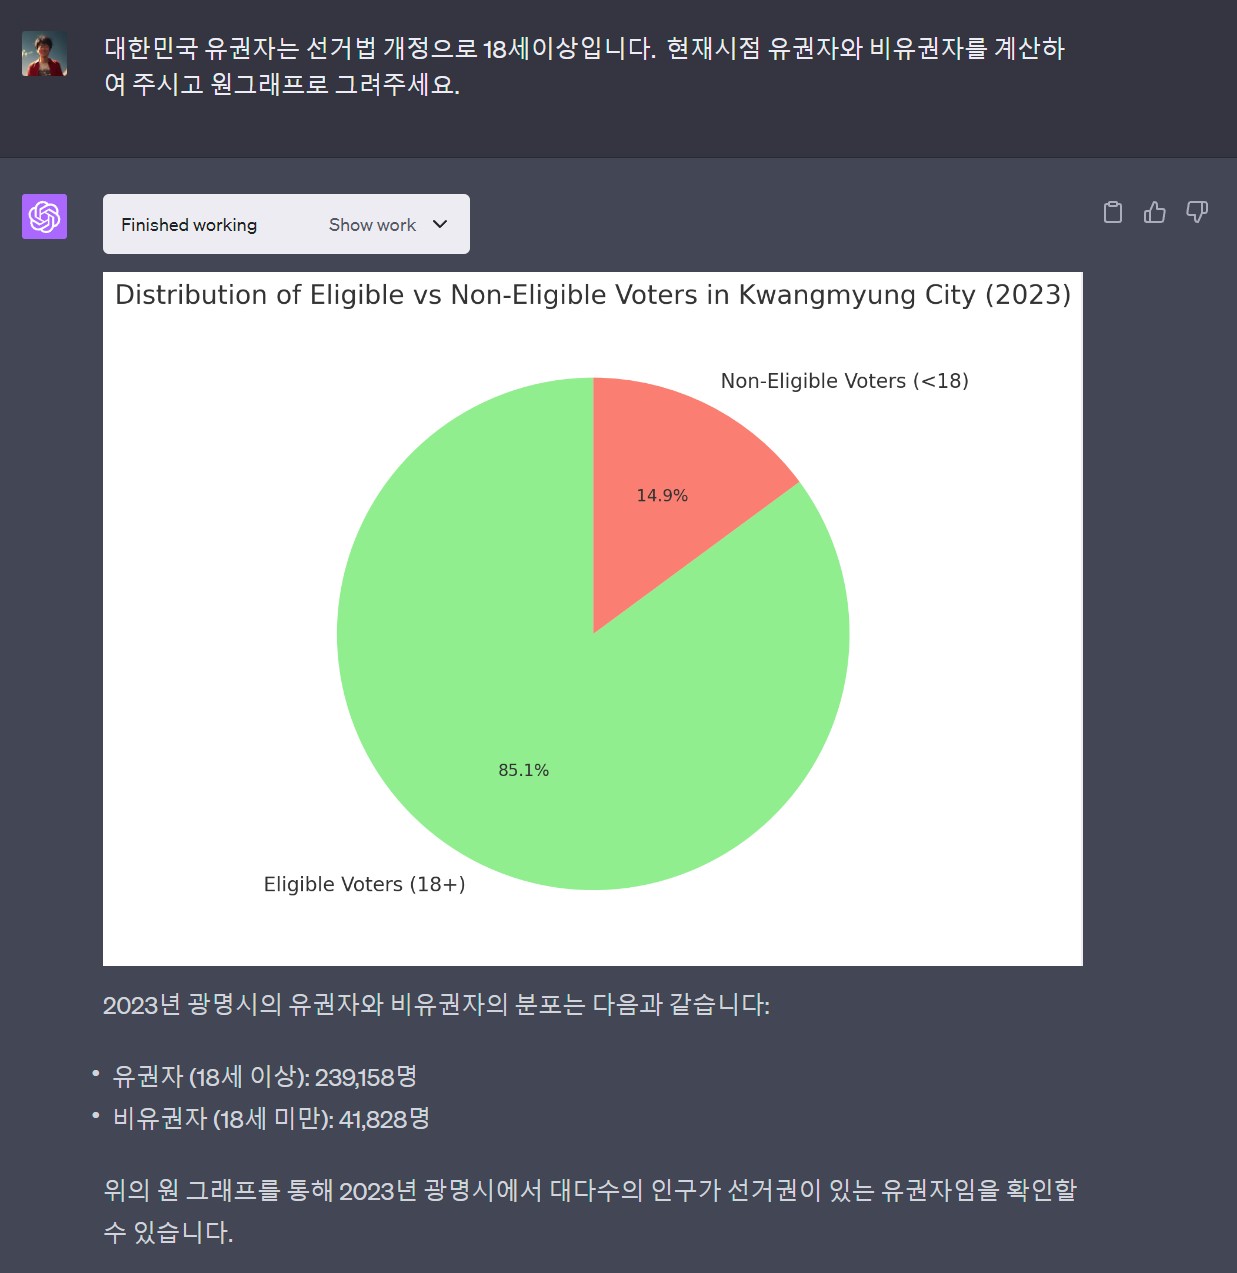 대한민국 유권자는 선거법 개정으로 18세이상입니다. 현재시점 유권자와 비유권자를 계산하
여 주시고 원그래프로 그려주세요.
Finished working Show work
Distribution of Eligible vs Non-Eligible Voters in Kwangmyung City (2023)
Non-Eligible Voters (<18)
14.9%
85.1%
Eligible Voters (18+)
2023년 광명시의 유권자와 비유권자의 분포는 다음과 같습니다:
• 유권자 (18세 이상): 239,158명
• 비유권자 (18세 미만): 41,828명
위의 원 그래프를 통해 2023년 광명시에서 대다수의 인구가 선거권이 있는 유권자임을 확인할
수 있습니다.